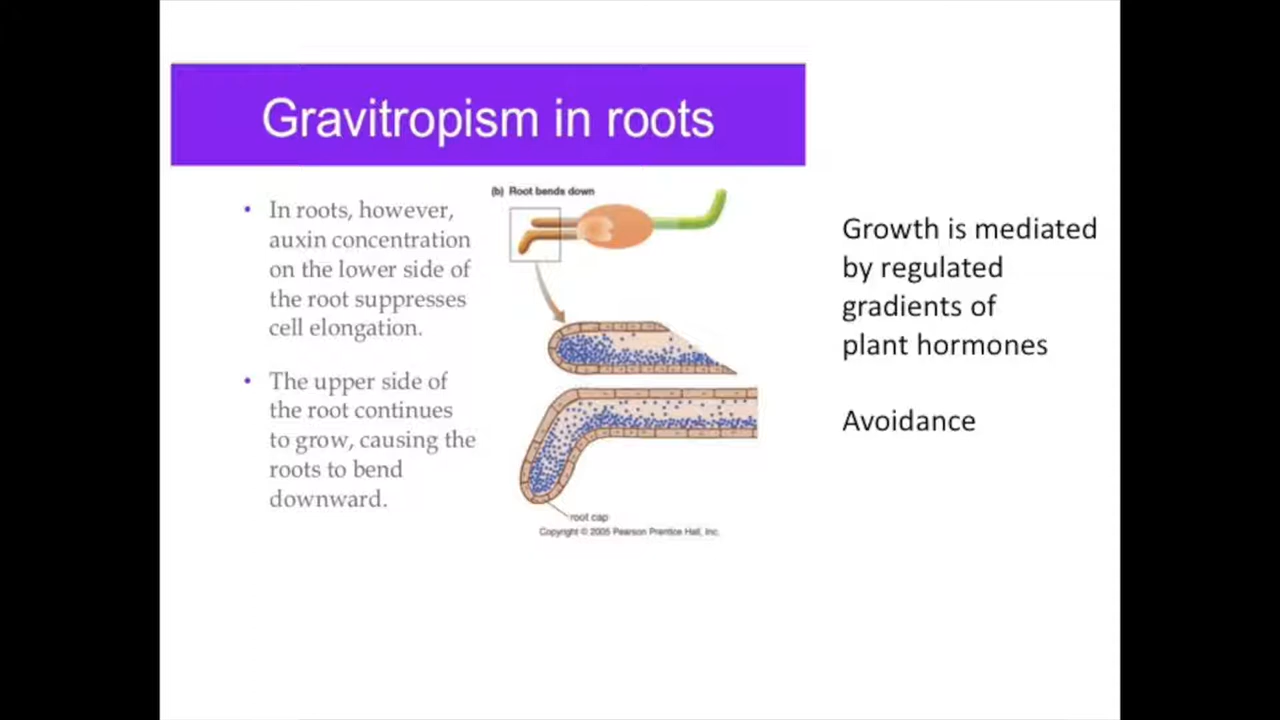 Gravitropism in roots
• In roots, however,
auxin concentration
on the lower side of
the root suppresses
cell elongation.
• The upper side of
the root continues
to grow, causing the
roots to bend
downward.
(b) Root bends down
root cap
Copyright © 2005 Pearson Prentice Hall, Inc.
Growth is mediated
by regulated
gradients of
plant hormones
Avoidance